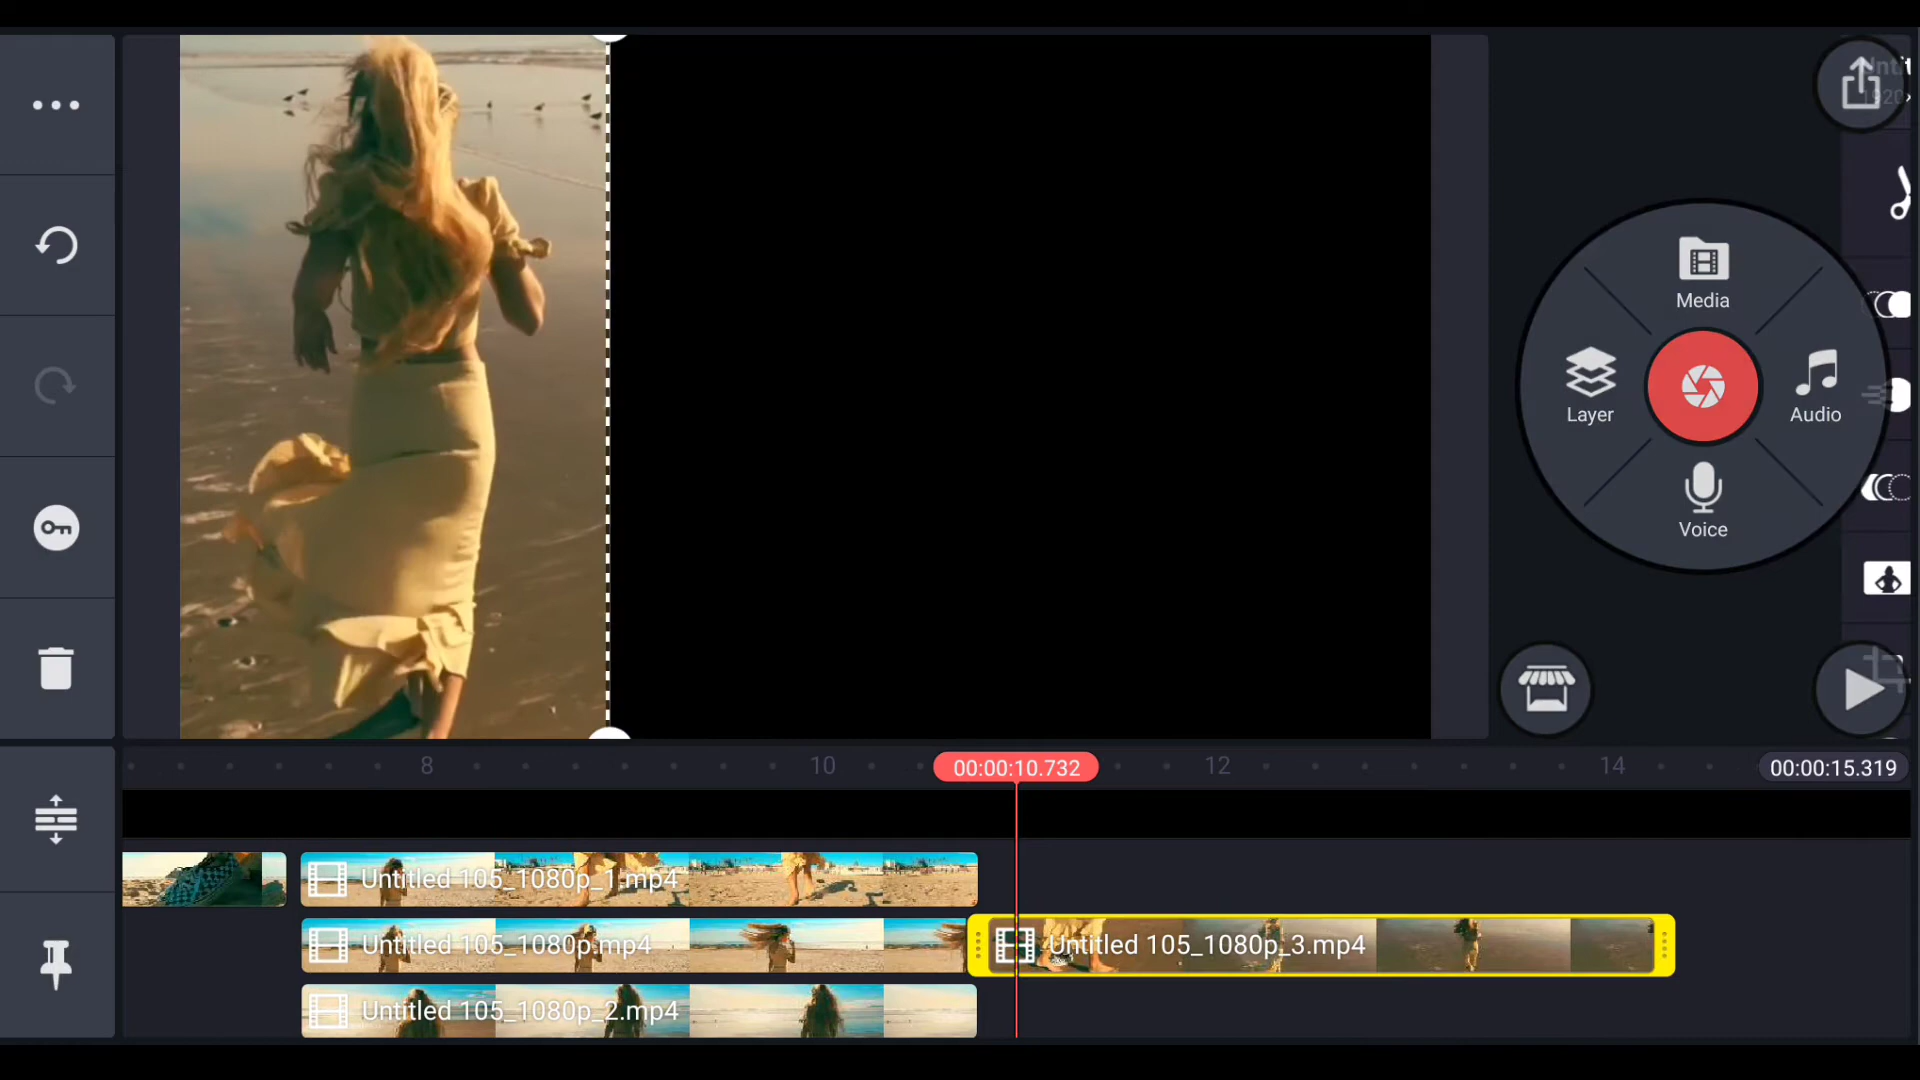 Media
Layer
Audio
Voice
8
10
00:00:10.732
12
14
00:00:15.319
Untitled 105_1080p_1.mp4
Untitled 105_1080p.mp4
Untitled 105_1080p_3.mp4
Untitled 105_1080p_2.mp4